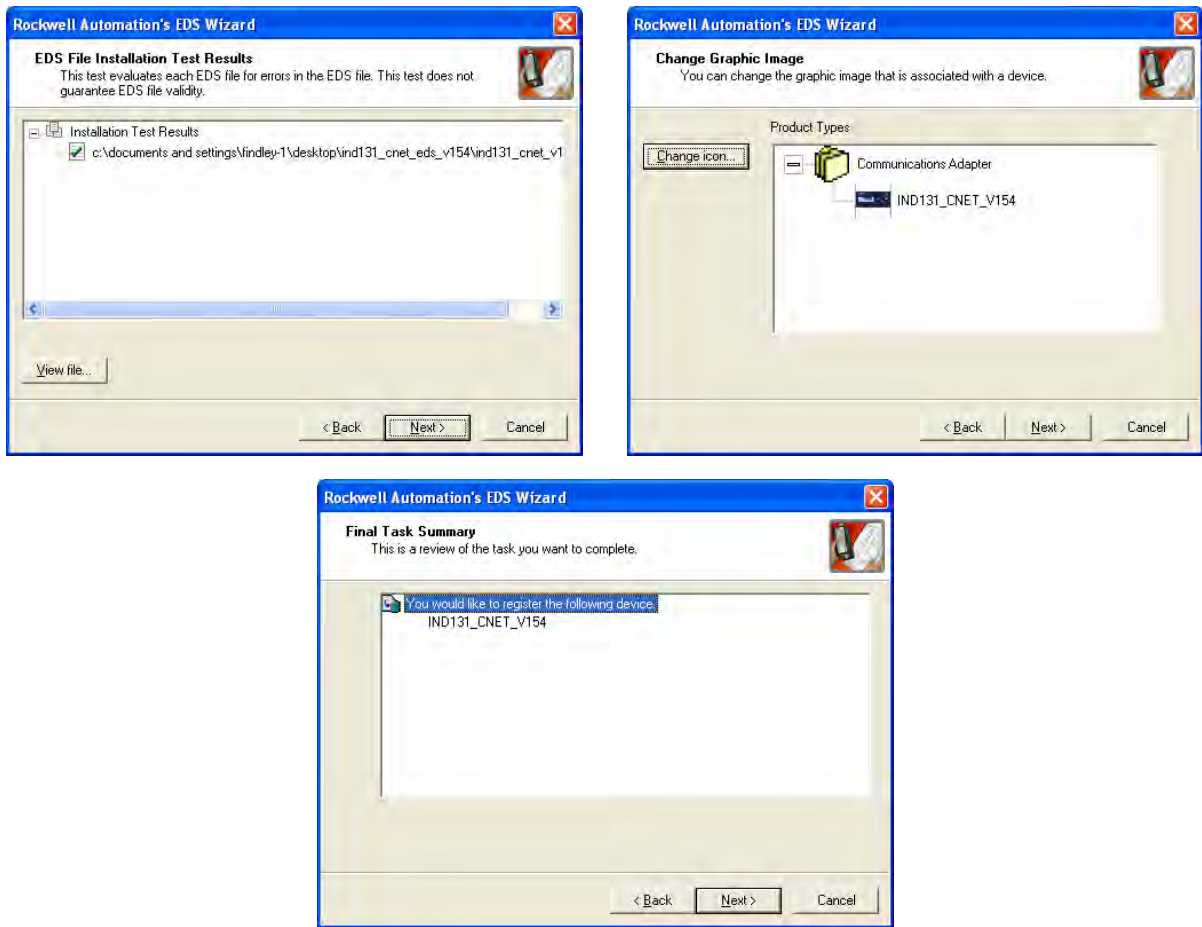 Rockwell Automation's EDS Wizard
EDS File Installation Test Results
This test evaluates each EDS file for errors in the EDS file. This test does not
guarantee EDS file validity.
Installation Test Results
c:\documents and settings\findley-1\desktop\ind131_cnet_eds_v154\ind131_cnet_v1
View file...
< Back
Next >
Cancel
Rockwell Automation's EDS Wizard
Change Graphic Image
You can change the graphic image that is associated with a device.
Product Types
Change icon...
Communications Adapter
IND131_CNET_V154
< Back
Next >
Cancel
Rockwell Automation's EDS Wizard
Final Task Summary
This is a review of the task you want to complete.
You would like to register the following device.
IND131_CNET_V154
< Back
Next >
Cancel